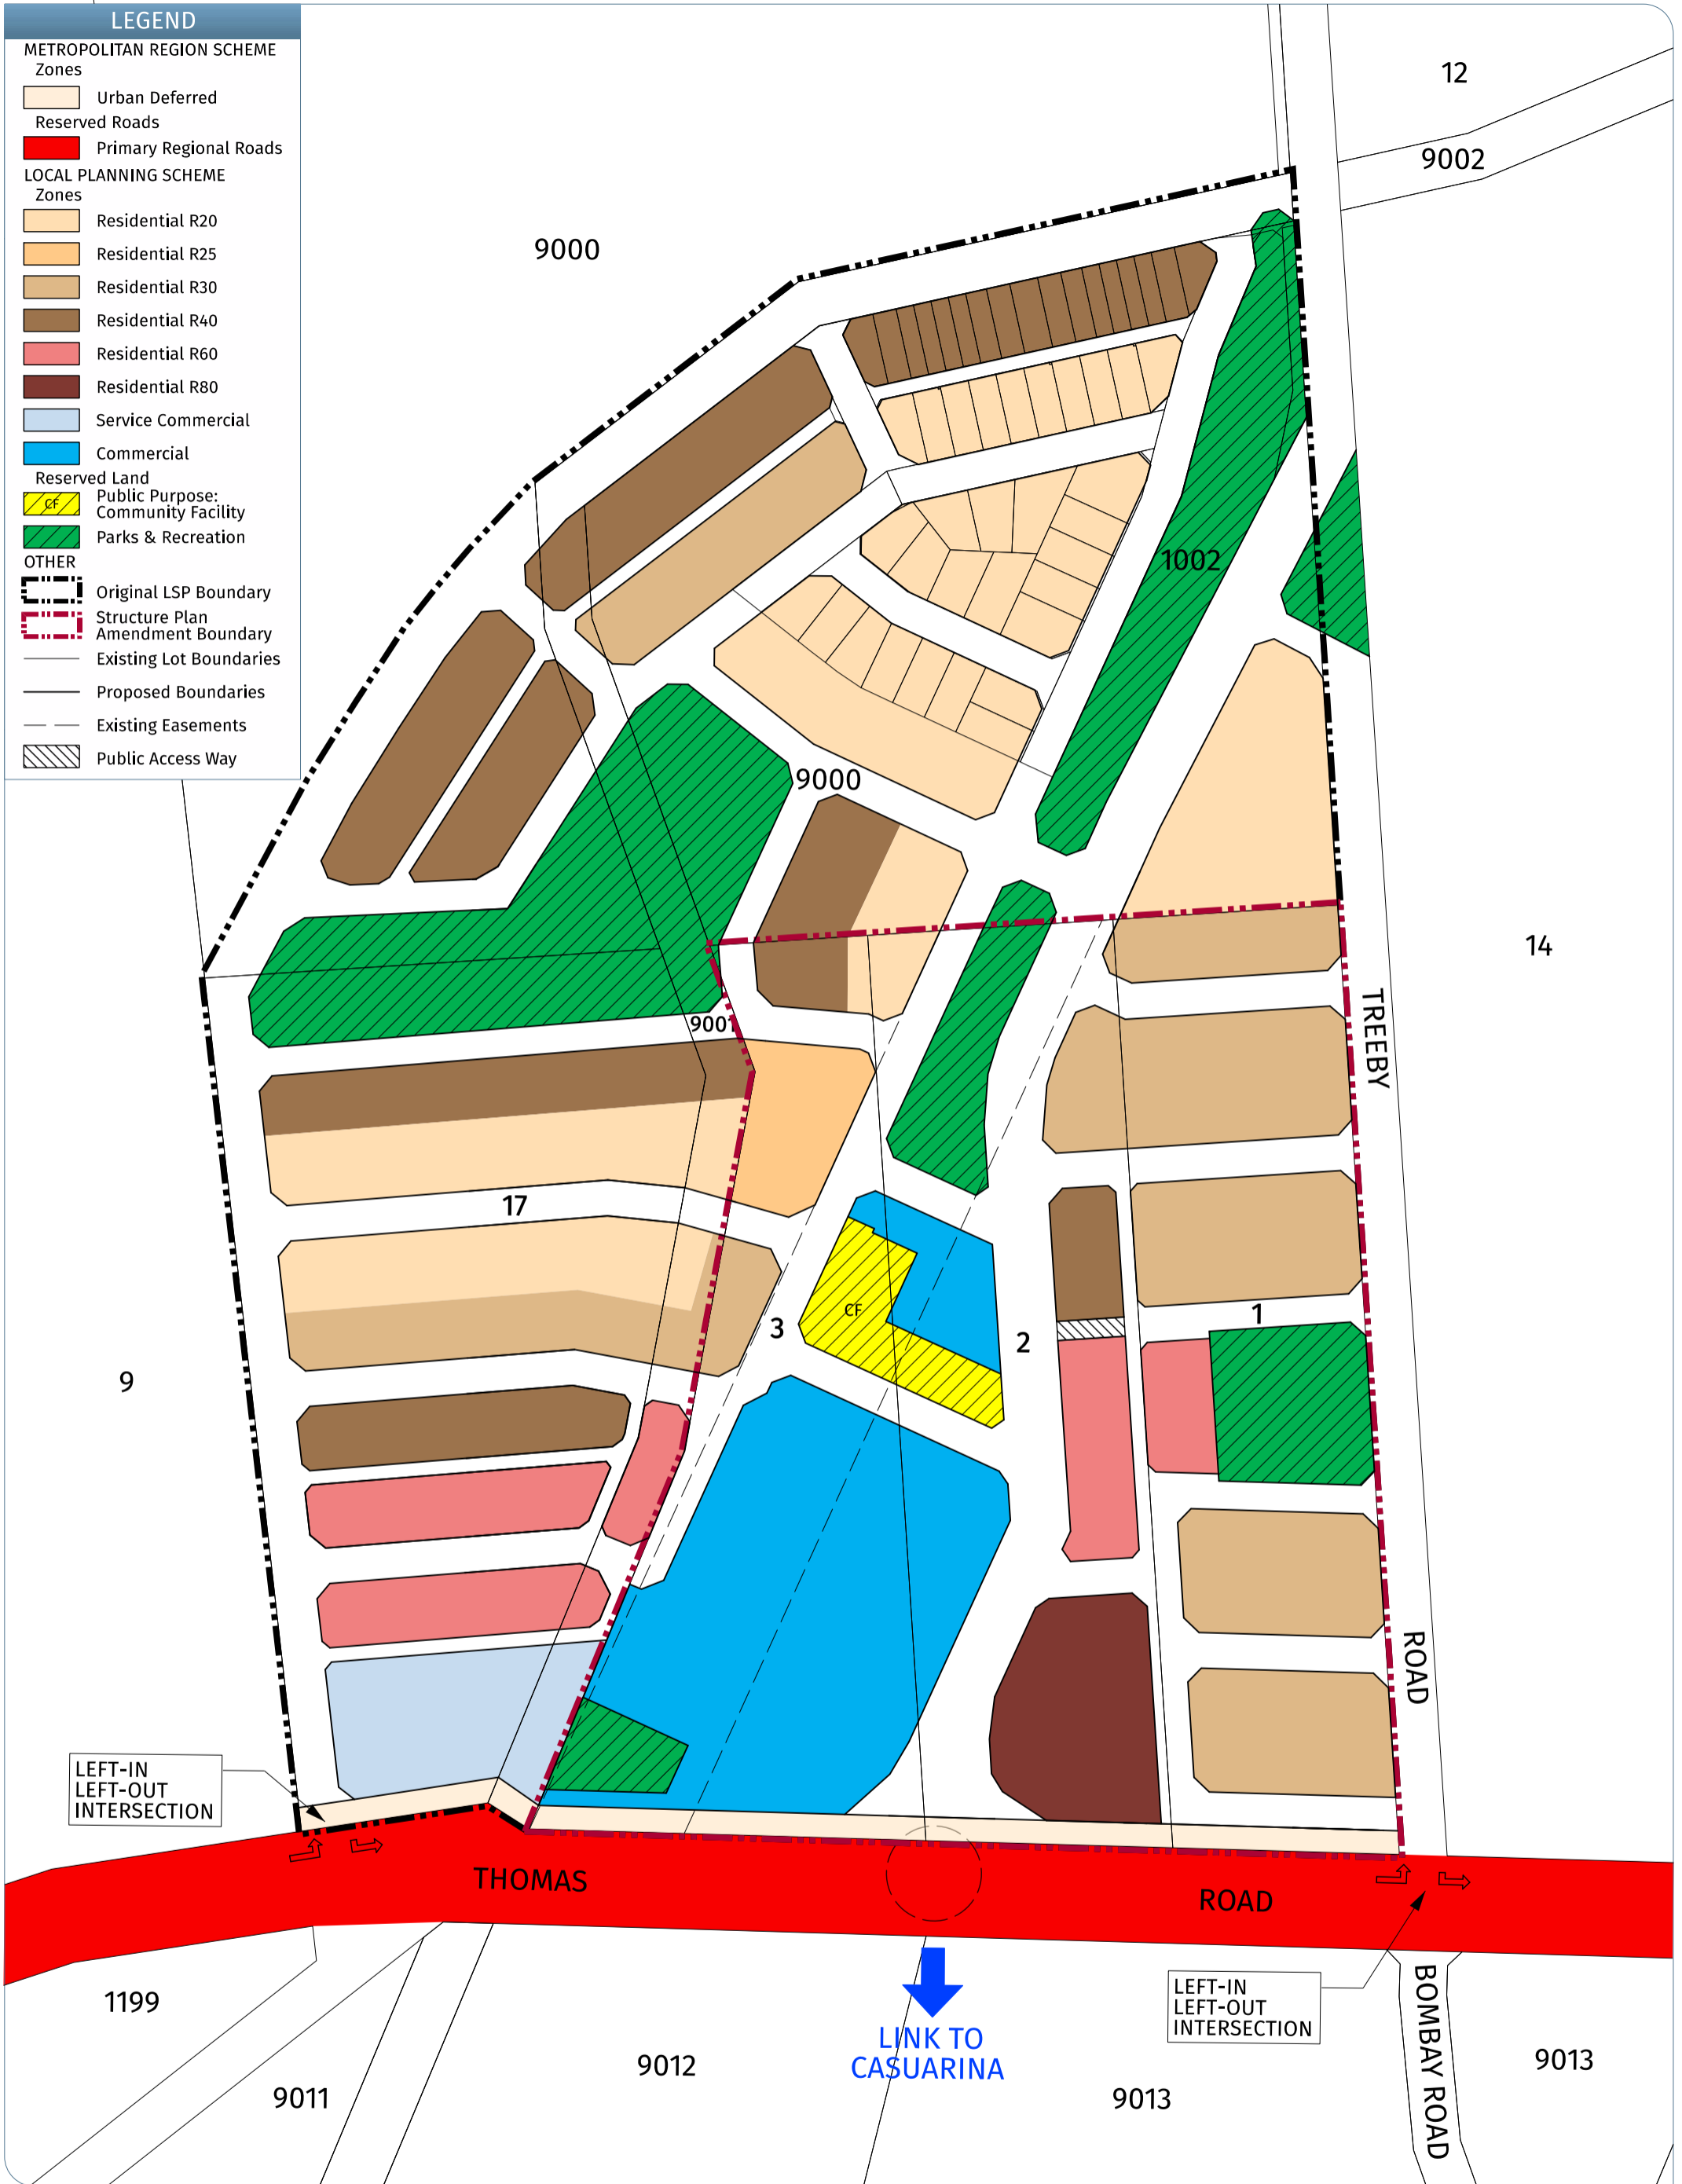 LEGEND
METROPOLITAN REGION SCHEME
Zones
Urban Deferred
Reserved Roads
Primary Regional Roads
LOCAL PLANNING SCHEME
Zones
Residential R20
Residential R25
Residential R30
Residential R40
Residential R60
Residential R80
Service Commercial
Commercial
Reserved Land
CF
Public Purpose:
Community Facility
Parks & Recreation
OTHER
Original LSP Boundary
Structure Plan
Amendment Boundary
Existing Lot Boundaries
Proposed Boundaries
Existing Easements
Public Access Way
12
9002
9000
1002
9000
14
9001
TREEBY
17
CF
1
3
2
9
ROAD
LEFT-IN
LEFT-OUT
INTERSECTION
THOMAS
ROAD
LEFT-IN
LEFT-OUT
INTERSECTION
BOMBAY ROAD
1199
LINK TO
CASUARINA
9011
9012
9013
9013